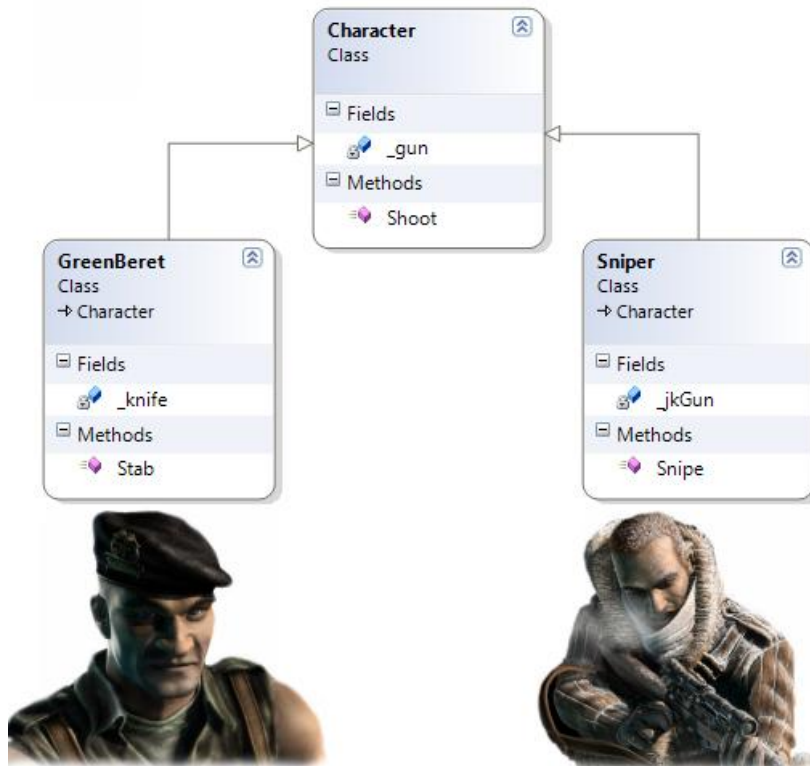 Character
Class
Fields
_gun
Methods
Shoot
GreenBeret
Class
Character
Fields
_knife
Methods
Stab
Sniper
Class
Character
Fields
_jkGun
Methods
Snipe